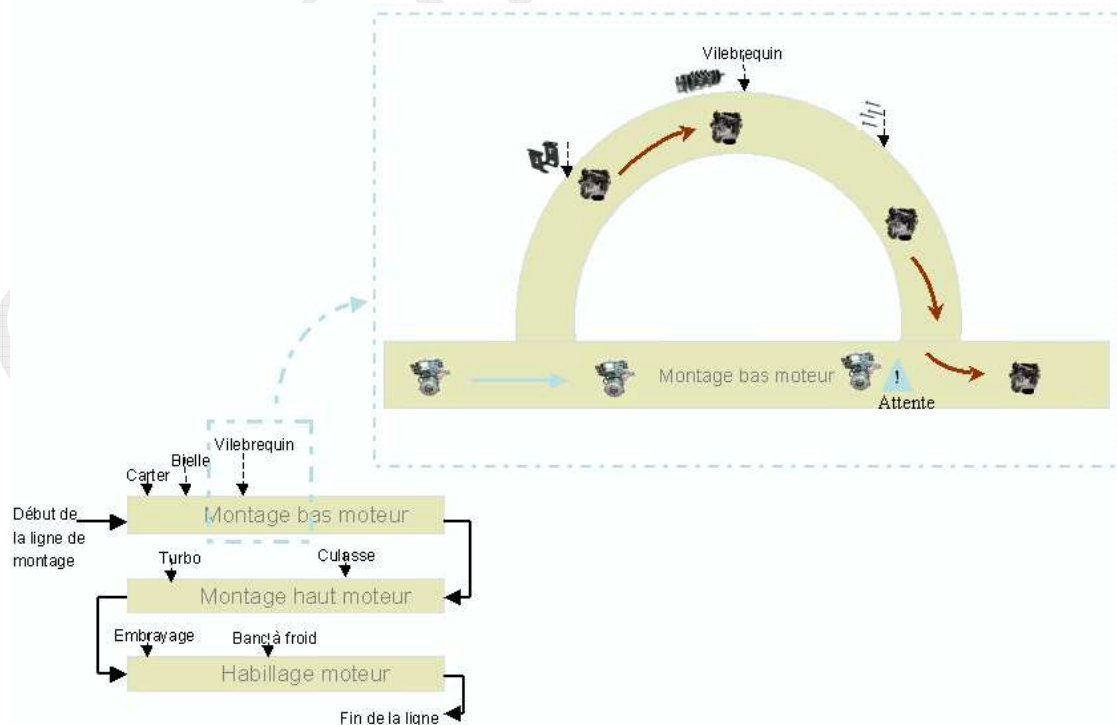 Vilebrequin
Montage bas moteur
!
Attente
Vilebrequin
Bielle
Carter
Début de
la ligne de
montage
Montage bas moteur
Turbo
Culasse
Montage haut moteur
Embrayage
Banc à froid
Habillage moteur
Fin de la ligne